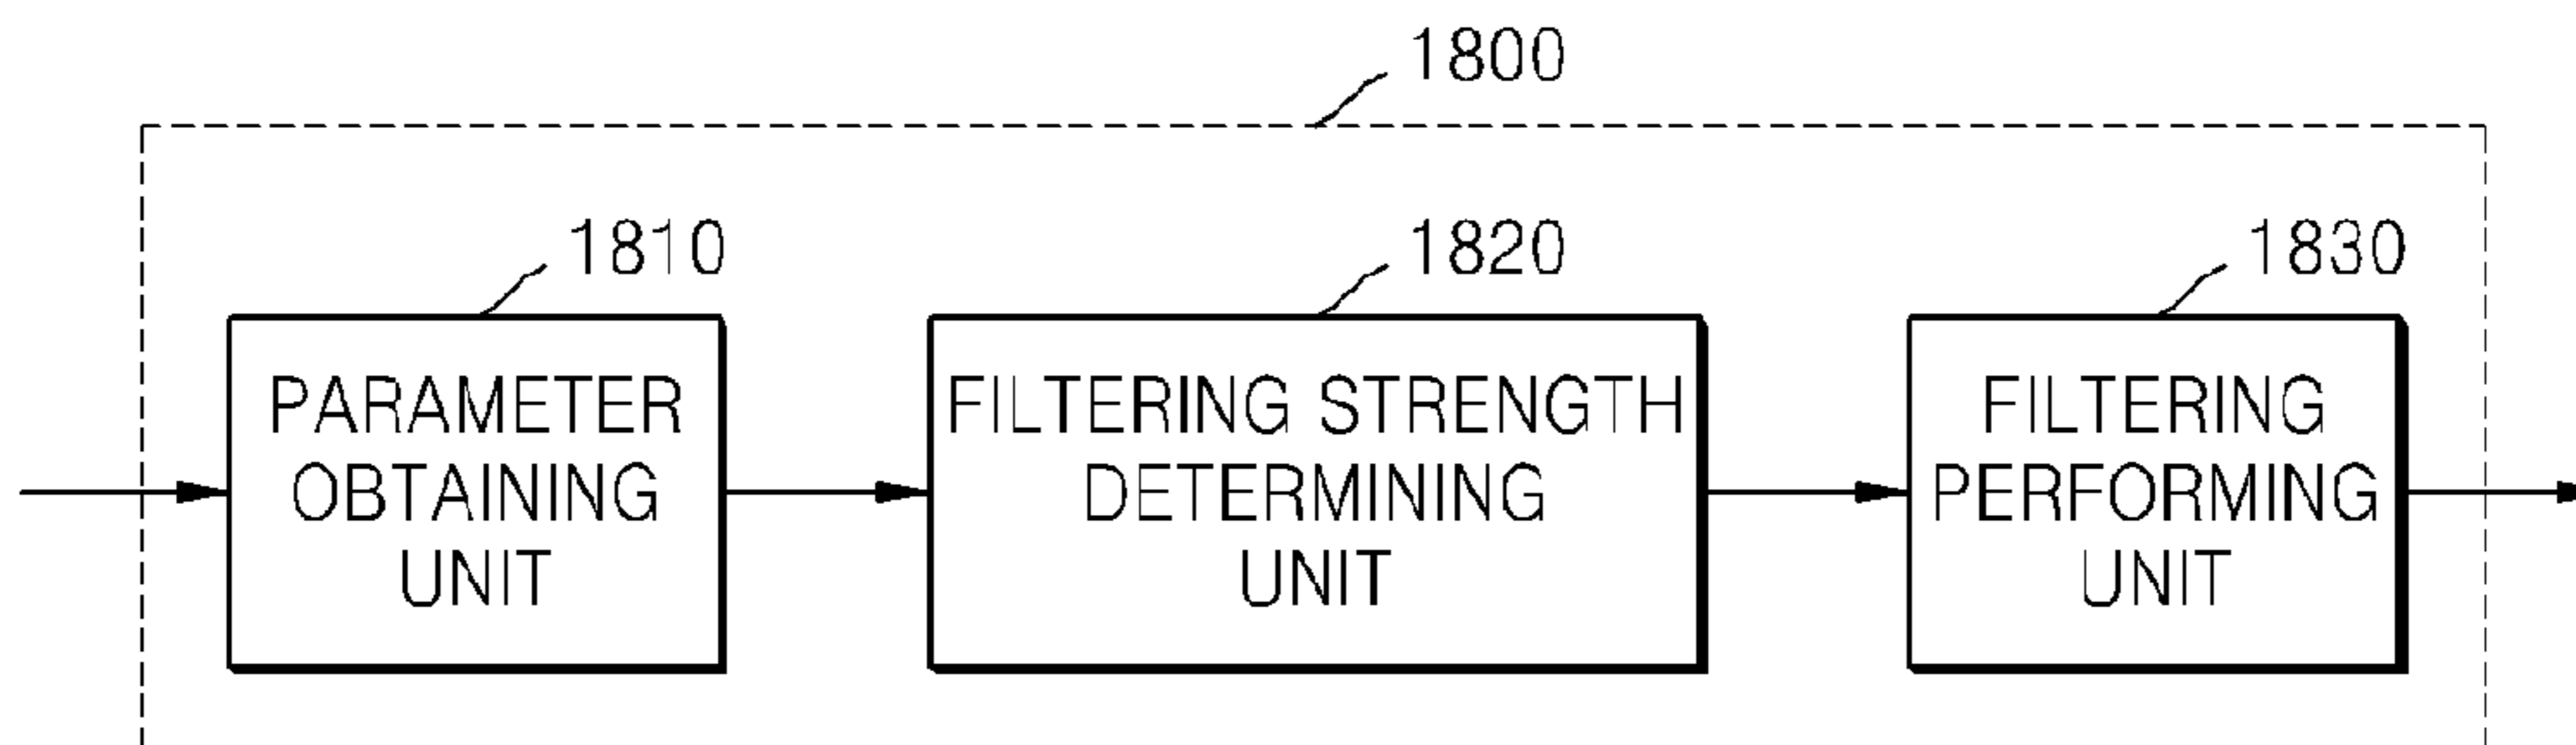 1800
1810
1820
1830
PARAMETER
OBTAINING
UNIT
FILTERING STRENGTH
DETERMINING
UNIT
FILTERING
PERFORMING
UNIT